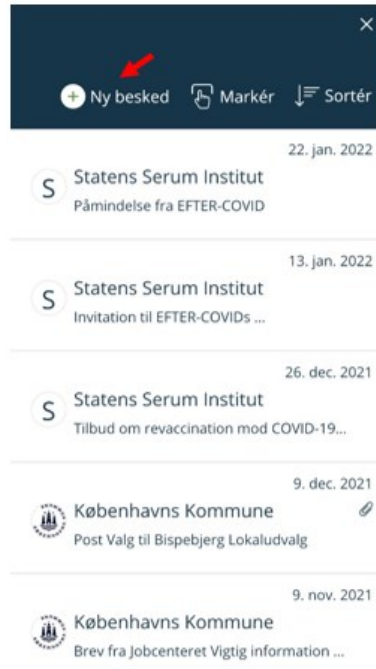 Ny besked Markér Sortér
22. jan. 2022
S Statens Serum Institut
Påmindelse fra EFTER-COVID
13. jan. 2022
S Statens Serum Institut
Invitation til EFTER-COVIDs ...
26. dec. 2021
S Statens Serum Institut
Tilbud om revaccination mod COVID-19...
9. dec. 2021
Københavns Kommune
Post Valg til Bispebjerg Lokaludvalg
9. nov. 2021
Københavns Kommune
Brev fra Jobcenteret Vigtig information ...